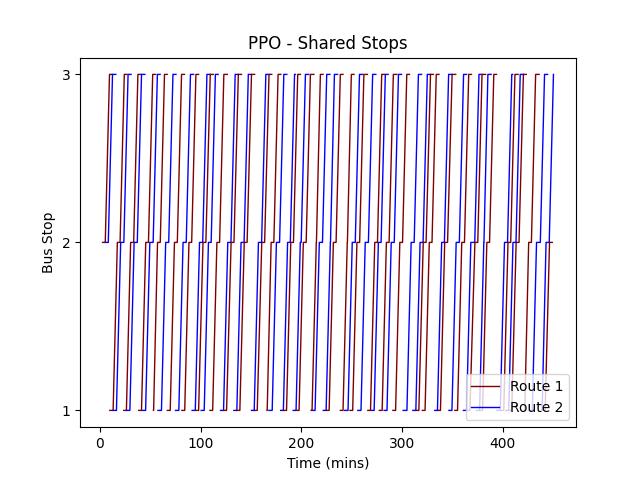 PPO - Shared Stops
3
2
1
Bus Stop
0 100 200 300 400
Time (mins)
Route 1
Route 2